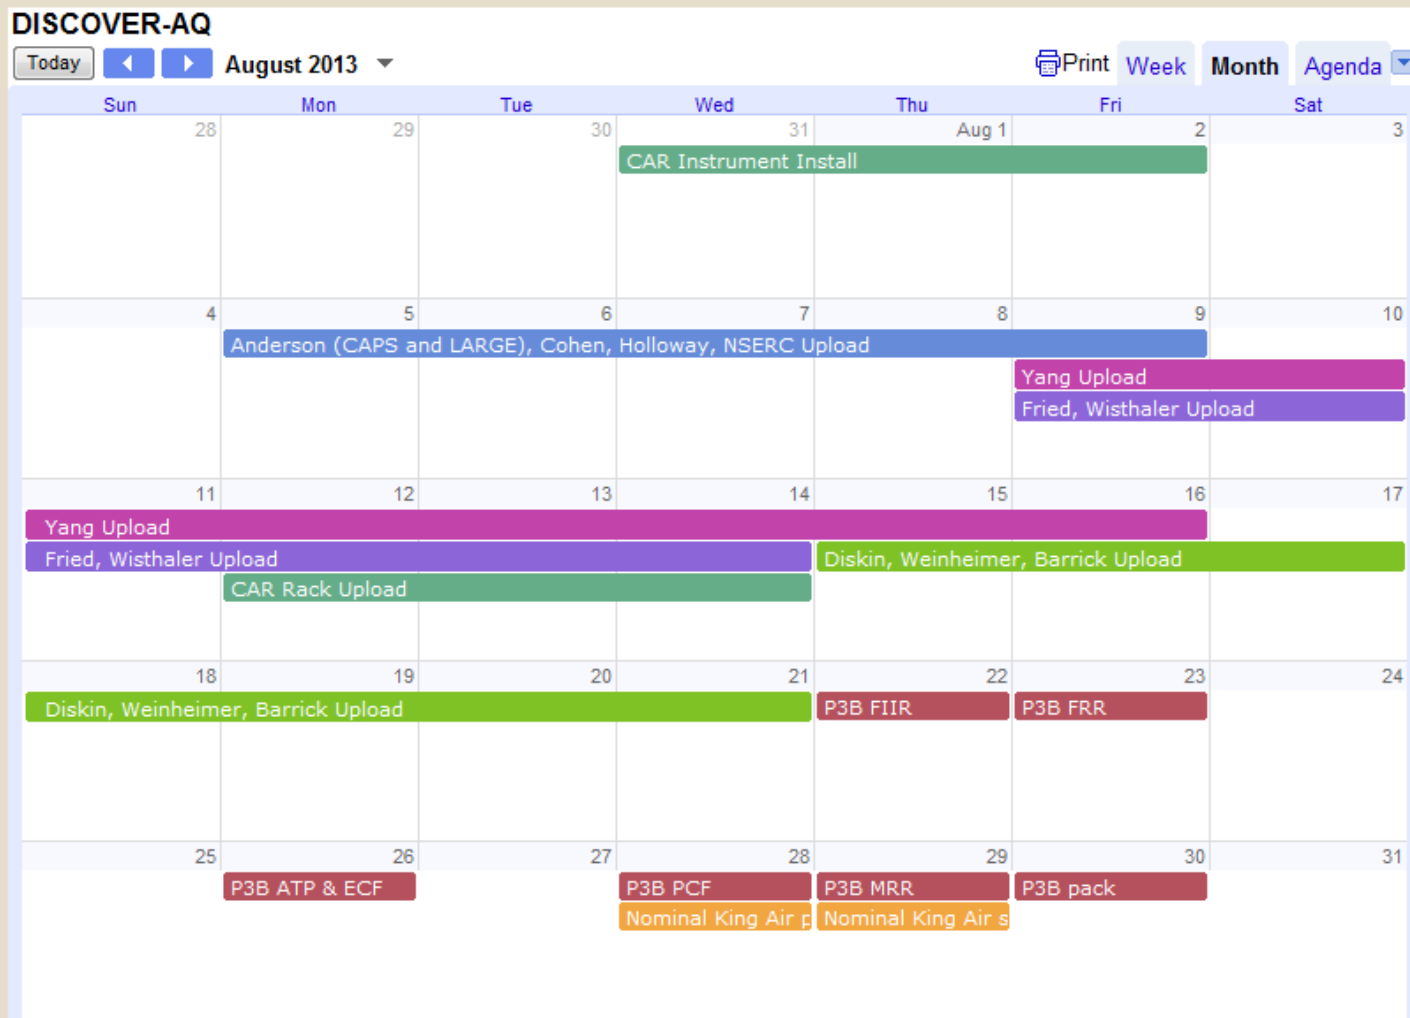 DISCOVER-AQ
Today August 2013 Print Week Month Agenda
Sun Mon Tue Wed Thu Fri Sat
28 29 30 31 Aug 1 2 3
CAR Instrument Install
4 5 6 7 8 9 10
Anderson (CAPS and LARGE), Cohen, Holloway, NSERC Upload
Yang Upload
Fried, Wisthaler Upload
11 12 13 14 15 16 17
Yang Upload
Fried, Wisthaler Upload Diskin, Weinheimer, Barrick Upload
CAR Rack Upload
18 19 20 21 22 23 24
Diskin, Weinheimer, Barrick Upload P3B FIIR P3B FRR
25 26 27 28 29 30 31
P3B ATP & ECF P3B PCF P3B MRR P3B pack
Nominal King Air p Nominal King Air s